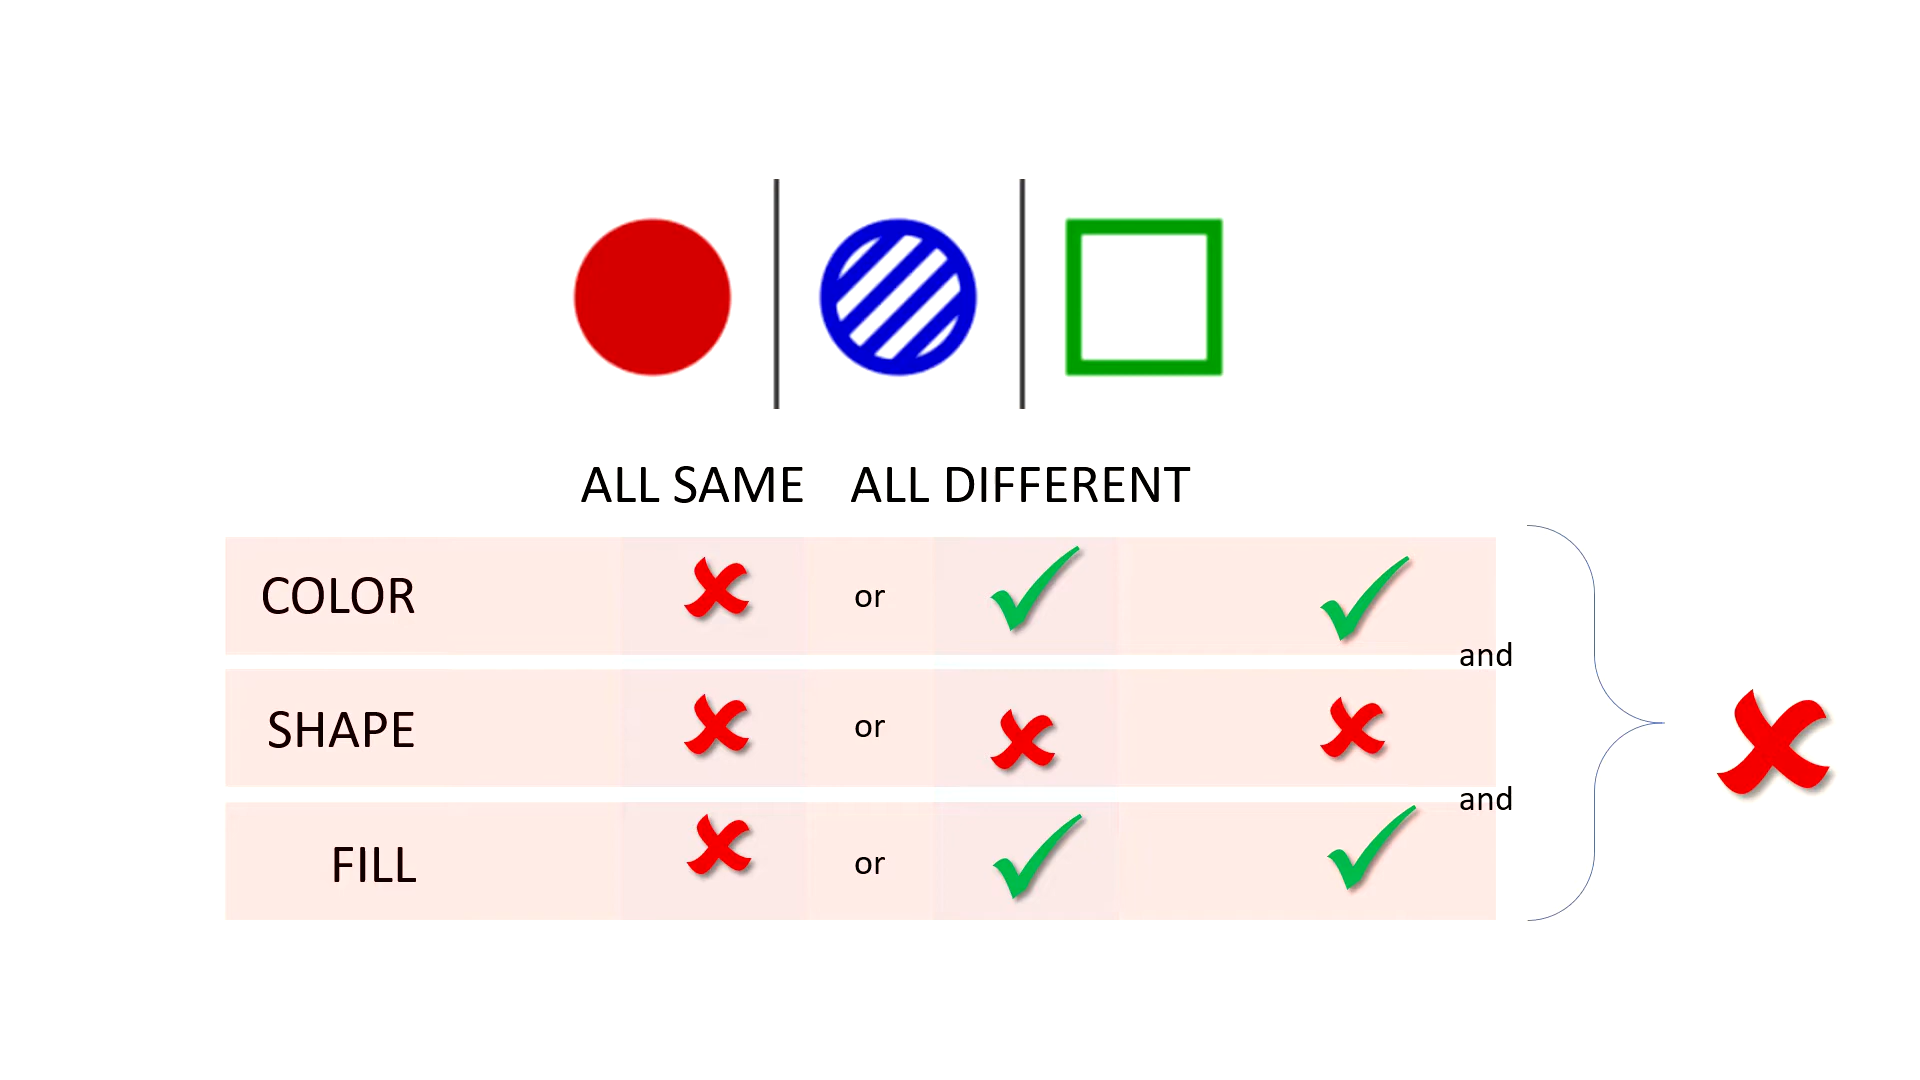 ALL SAME ALL DIFFERENT
COLOR or
and
SHAPE or
and
FILL or